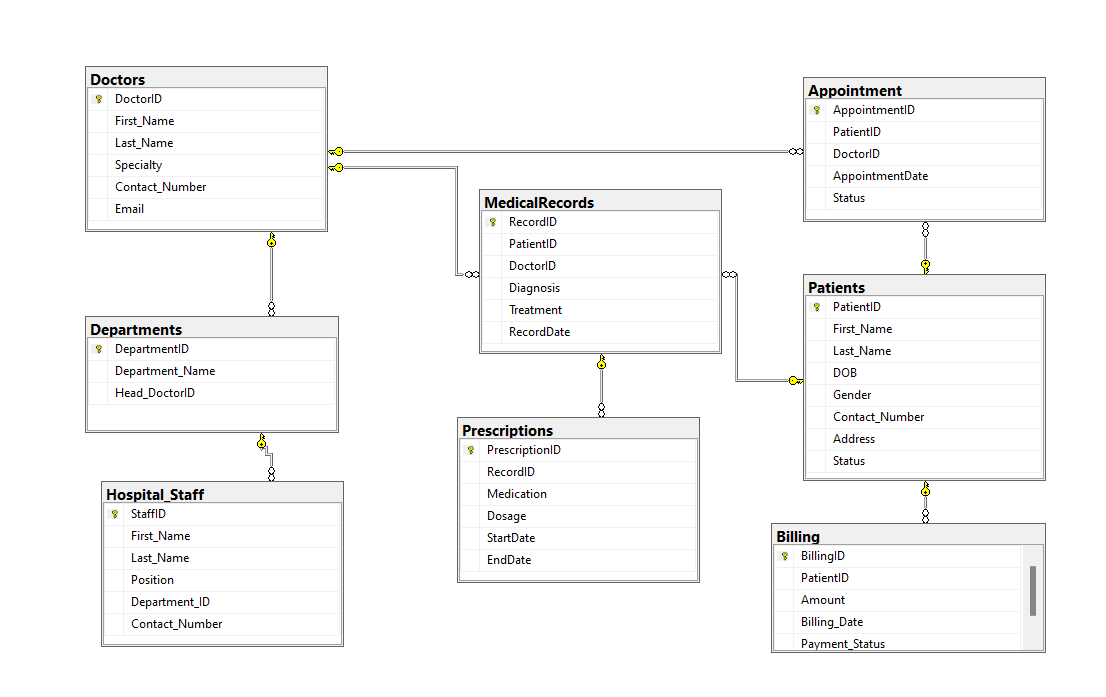 Doctors
DoctorID
First_Name
Last_Name
Specialty
Contact_Number
Email
Appointment
AppointmentID
PatientID
DoctorID
AppointmentDate
Status
MedicalRecords
RecordID
PatientID
DoctorID
Diagnosis
Treatment
RecordDate
Patients
PatientID
First_Name
Last_Name
DOB
Gender
Contact_Number
Address
Status
Departments
DepartmentID
Department_Name
Head_DoctorID
Prescriptions
PrescriptionID
RecordID
Medication
Dosage
StartDate
EndDate
Hospital_Staff
StaffID
First_Name
Last_Name
Position
Department_ID
Contact_Number
Billing
BillingID
PatientID
Amount
Billing_Date
Payment_Status